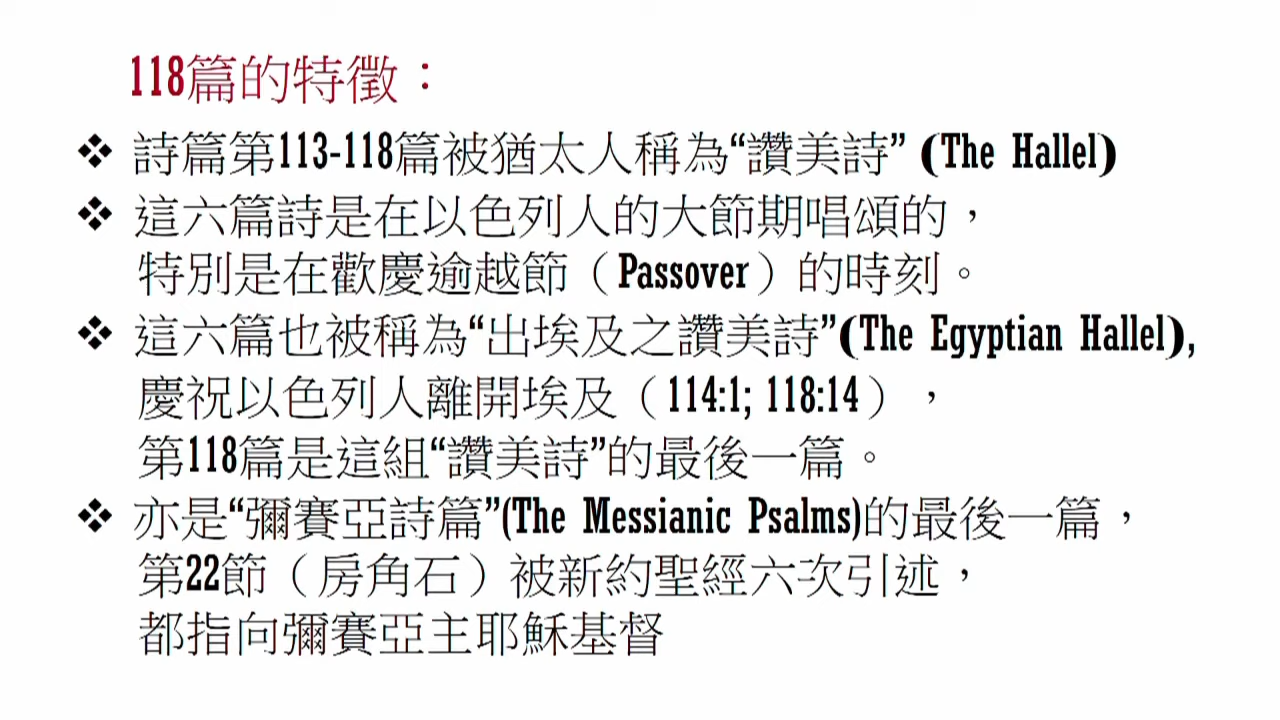 118篇的特徵：
❖ 詩篇第113-118篇被猶太人稱為“讚美詩” (The Hallel)
❖ 這六篇詩是在以色列人的大節期唱頌的，
特別是在歡慶逾越節（Passover）的時刻。
❖ 這六篇也被稱為“出埃及之讚美詩”(The Egyptian Hallel),
慶祝以色列人離開埃及（114:1; 118:14），
第118篇是這組“讚美詩”的最後一篇。
❖ 亦是“彌賽亞詩篇”(The Messianic Psalms)的最後一篇，
第22節（房角石）被新約聖經六次引述，
都指向彌賽亞主耶穌基督